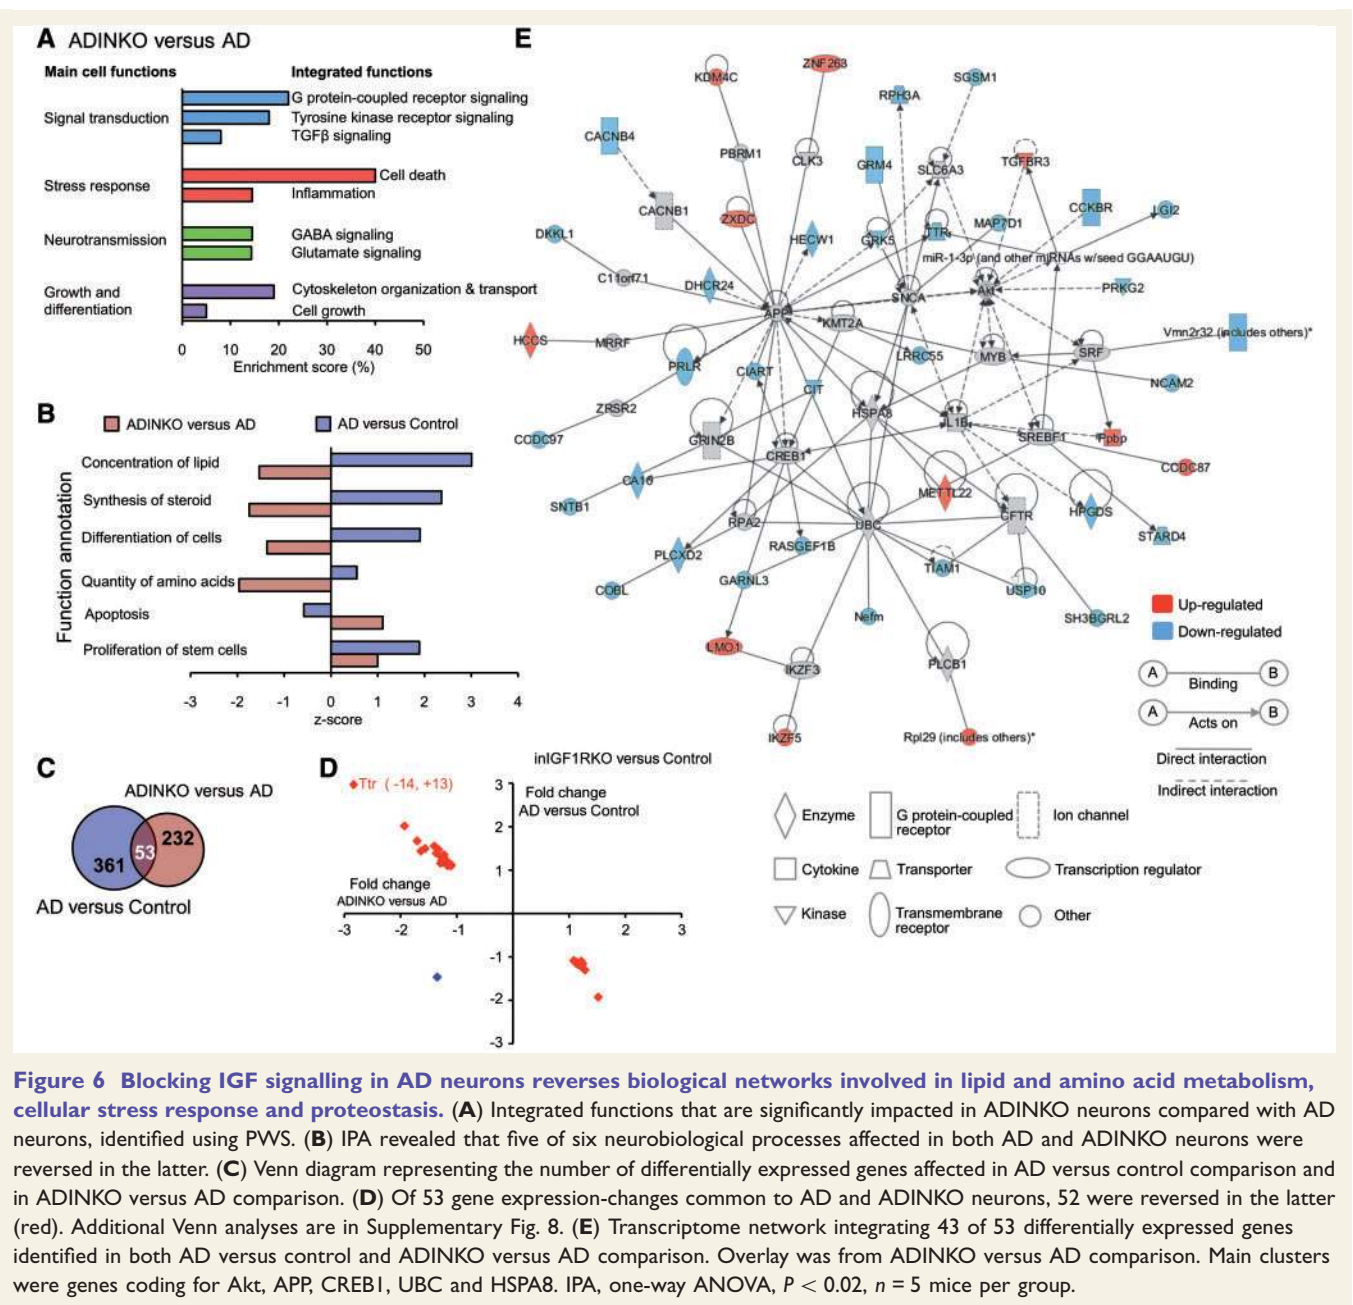 A ADINKO versus AD
Main cell functions Integrated functions
Signal transduction
G protein-coupled receptor signaling
Tyrosine kinase receptor signaling
TGFβ signaling
Stress response
Cell death
Inflammation
Neurotransmission
GABA signaling
Glutamate signaling
Growth and
differentiation
Cytoskeleton organization & transport
Cell growth
0 10 20 30 40 50
Enrichment score (%)
B
ADINKO versus AD AD versus Control
Function annotation
Concentration of lipid
Synthesis of steroid
Differentiation of cells
Quantity of amino acids
Apoptosis
Proliferation of stem cells
-3 -2 -1 0 1 2 3 4
z-score
C
ADINKO versus AD
361 53 232
AD versus Control
D
inIGF1RKO versus Control
Ttr ( -14, +13)
Fold change
AD versus Control
Fold change
ADINKO versus AD
3
2
1
-3 -2 -1 1 2 3
-1
-2
-3
E
KDM4C
ZNF263
SGSM1
RPH3A
CACNB4
PBRM1
CLK3
GRM4
SLC6A3
TGFBR3
CACNB1
ZXDC
CCKBR
LGI2
DKKL1
HECW1
GRK5
TTR
MAP7D1
miR-1-3p (and other miRNAs w/seed GGAAUGU)
C11orf71
DHCR24
SNCA
Akt
PRKG2
APP
KMT2A
HCCS
MRRF
PRLR
CIART
LRRC55
MYB
SRF
Vmn2r32 (includes others)*
NCAM2
CIT
ZRSR2
HSPA8
IL1B
SREBF1
Ppbp
CCDC97
GRIN2B
CREB1
CCDC87
CA10
METTL22
SNTB1
HPGDS
RPA2
UBC
CFTR
STARD4
PLCXD2
RASGEF1B
COBL
GARNL3
TIAM1
USP10
Nefm
SH3BGRL2
LMO1
IKZF3
PLCB1
IKZF5
Rpl29 (includes others)*
Up-regulated
Down-regulated
A B
Binding
A B
Acts on
Direct interaction
Indirect interaction
Enzyme
G protein-coupled
receptor
Ion channel
Cytokine
Transporter
Transcription regulator
Kinase
Transmembrane
receptor
Other
Figure 6 Blocking IGF signalling in AD neurons reverses biological networks involved in lipid and amino acid metabolism,
cellular stress response and proteostasis. (A) Integrated functions that are significantly impacted in ADINKO neurons compared with AD
neurons, identified using PWS. (B) IPA revealed that five of six neurobiological processes affected in both AD and ADINKO neurons were
reversed in the latter. (C) Venn diagram representing the number of differentially expressed genes affected in AD versus control comparison and
in ADINKO versus AD comparison. (D) Of 53 gene expression-changes common to AD and ADINKO neurons, 52 were reversed in the latter
(red). Additional Venn analyses are in Supplementary Fig. 8. (E) Transcriptome network integrating 43 of 53 differentially expressed genes
identified in both AD versus control and ADINKO versus AD comparison. Overlay was from ADINKO versus AD comparison. Main clusters
were genes coding for Akt, APP, CREB1, UBC and HSPA8. IPA, one-way ANOVA, P < 0.02, n = 5 mice per group.